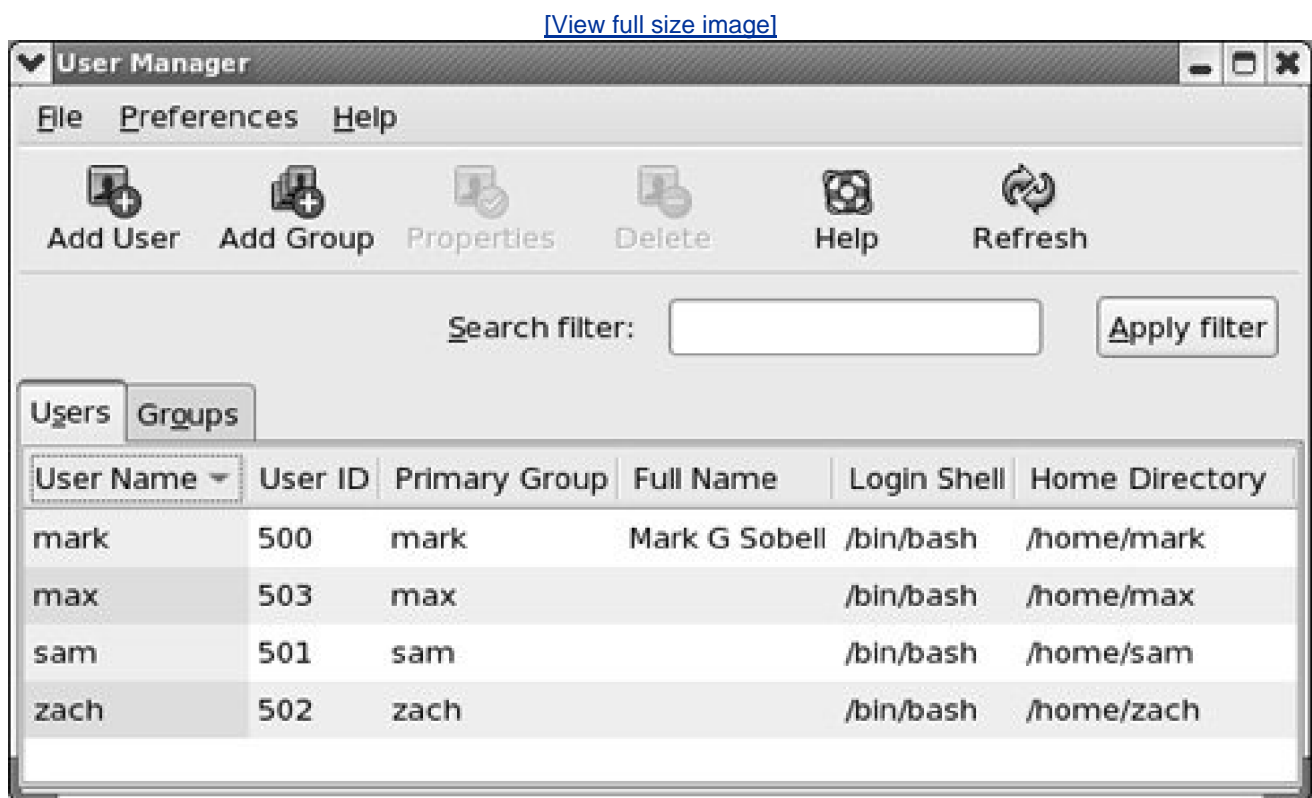 [View full size image]
User Manager
File Preferences Help
Add User Add Group Properties Delete Help Refresh
Search filter: Apply filter
Users Groups
User Name User ID Primary Group Full Name Login Shell Home Directory
mark 500 mark Mark G Sobell /bin/bash /home/mark
max 503 max /bin/bash /home/max
sam 501 sam /bin/bash /home/sam
zach 502 zach /bin/bash /home/zach